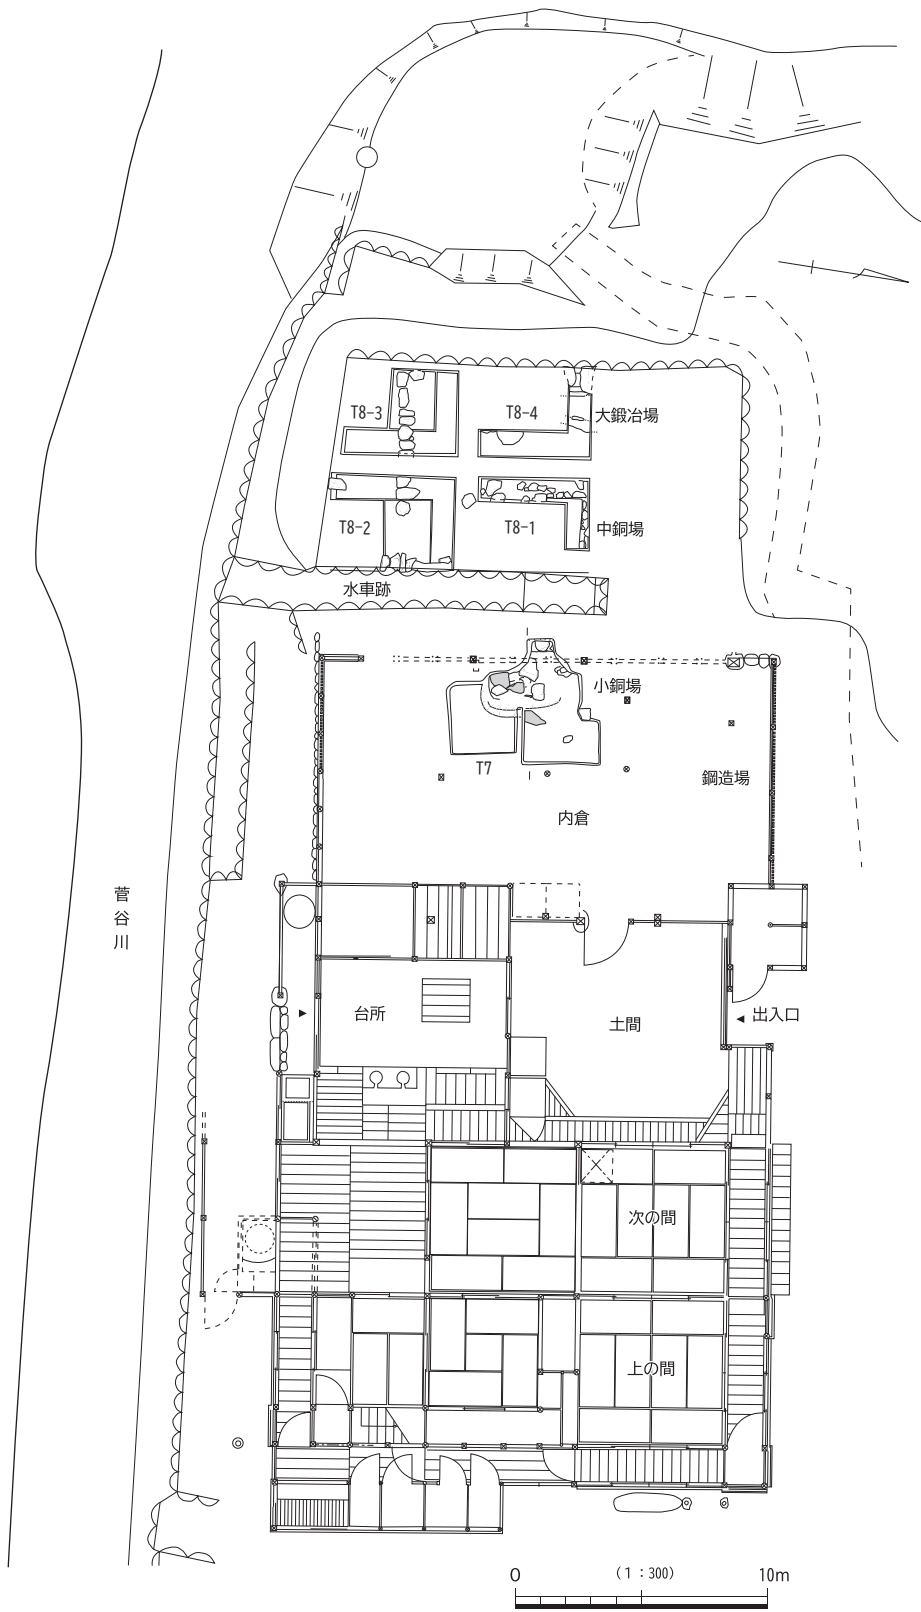 T8-3
T8-4
大鍛冶場
T8-2
T8-1
中銅場
水車跡
小銅場
T7
鋼造場
内倉
菅谷川
台所
土間
出入口
次の間
上の間
0
(1：300)
10m